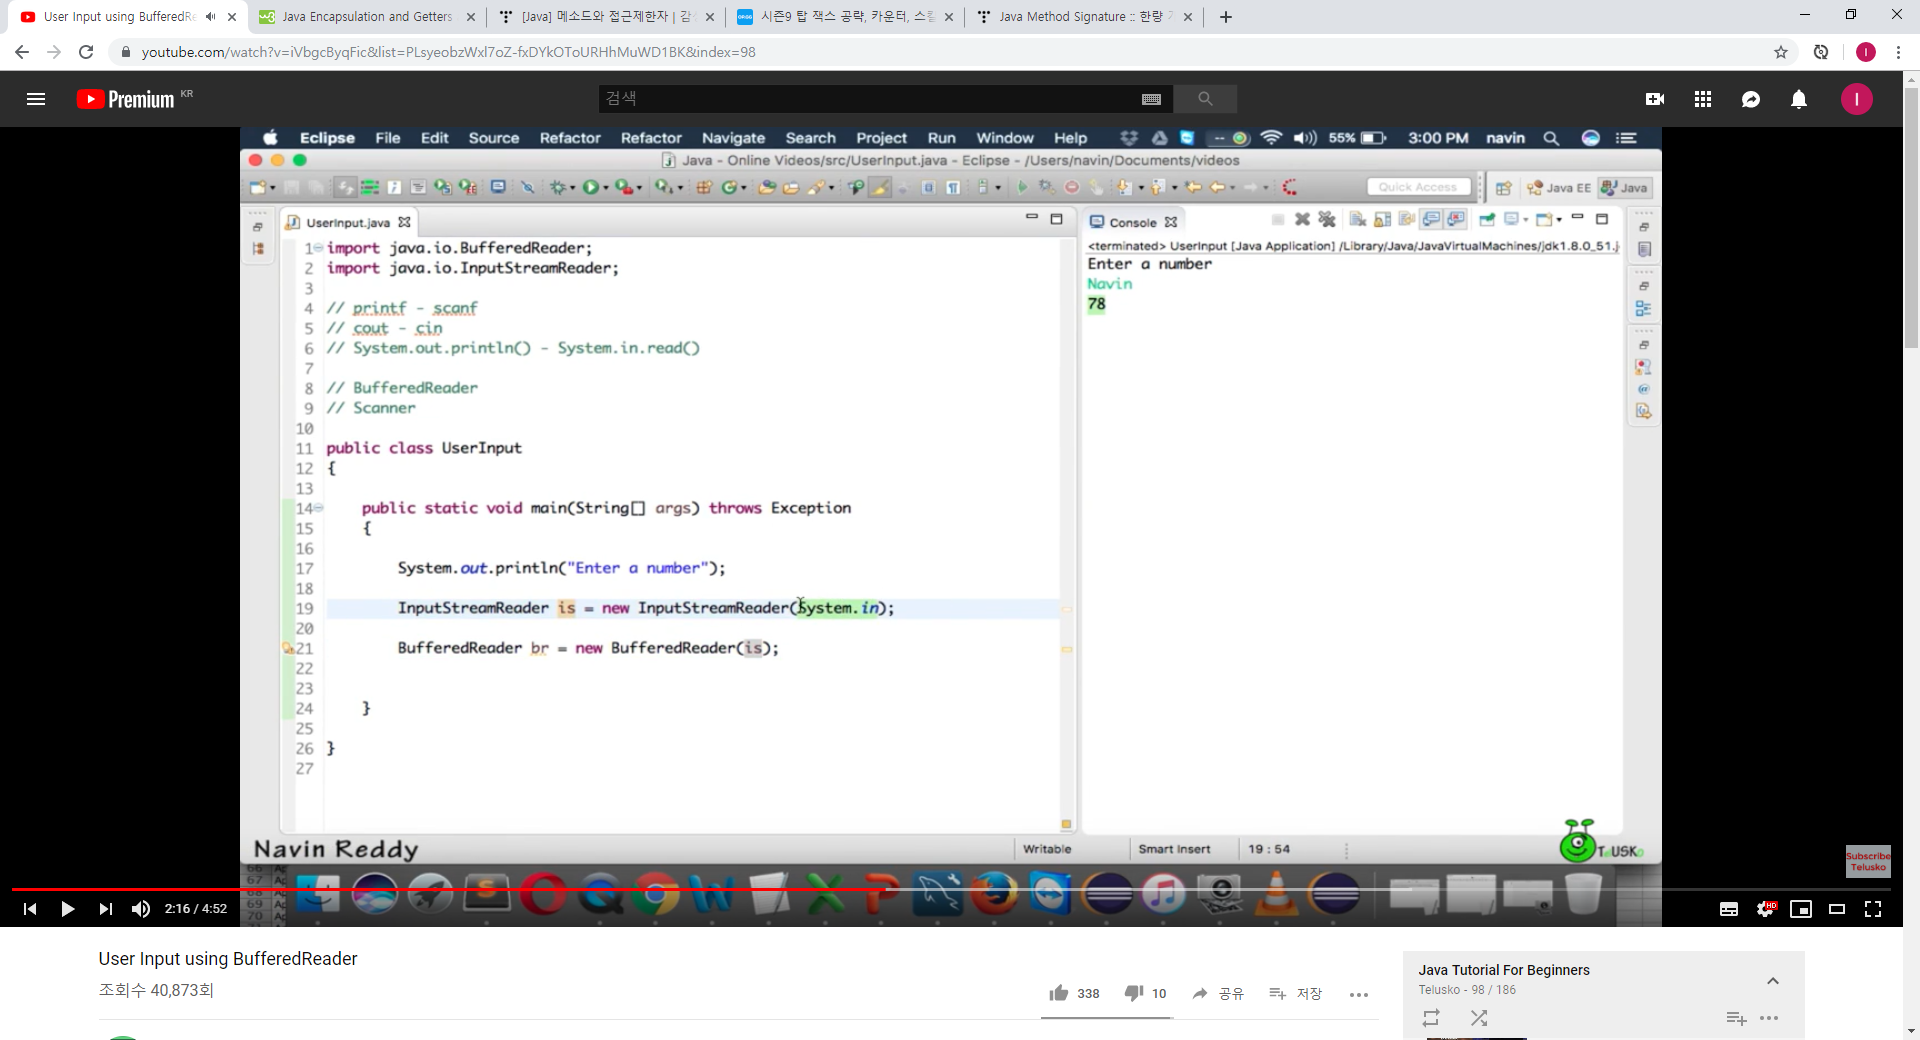 User Input using BufferedRe
Java Encapsulation and Getters
[Java] 메소드와 접근제한자 | 감
시즌9 탑 잭스 공략, 카운터, 스킬
Java Method Signature :: 한량
youtube.com/watch?v=iVbgcByqFic&list=PLsyeobzWxl7oZ-fxDYkOToURHhMuWD1BK&index=98
Premium KR
검색
I
Eclipse File Edit Source Refactor Refactor Navigate Search Project Run Window Help 55% 3:00 PM navin
Java - Online Videos/src/UserInput.java - Eclipse - /Users/navin/Documents/videos
Quick Access Java EE Java
UserInput.java
1 import java.io.BufferedReader;
2 import java.io.InputStreamReader;
3
4 // printf - scanf
5 // cout - cin
6 // System.out.println() - System.in.read()
7
8 // BufferedReader
9 // Scanner
10
11 public class UserInput
12 {
13
14 public static void main(String[] args) throws Exception
15 {
16
17 System.out.println("Enter a number");
18
19 InputStreamReader is = new InputStreamReader(System.in);
20
21 BufferedReader br = new BufferedReader(is);
22
23
24 }
25
26 }
27
Console
<terminated> UserInput [Java Application] /Library/Java/JavaVirtualMachines/jdk1.8.0_51.j
Enter a number
Navin
78
Navin Reddy
Writable Smart Insert 19 : 54
TELUSKO
Subscribe
Telusko
2:16 / 4:52
HD
User Input using BufferedReader
조회수 40,873회
338 10 공유 저장
Java Tutorial For Beginners
Telusko - 98 / 186